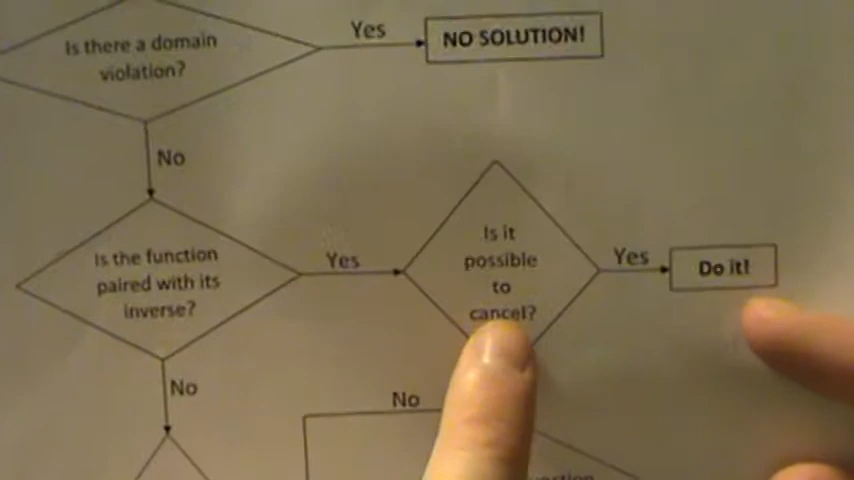 Is there a domain
violation?
Yes
NO SOLUTION!
No
Is the function
paired with its
inverse?
Yes
Is it
possible
to
cancel?
Yes
Do it!
No
No